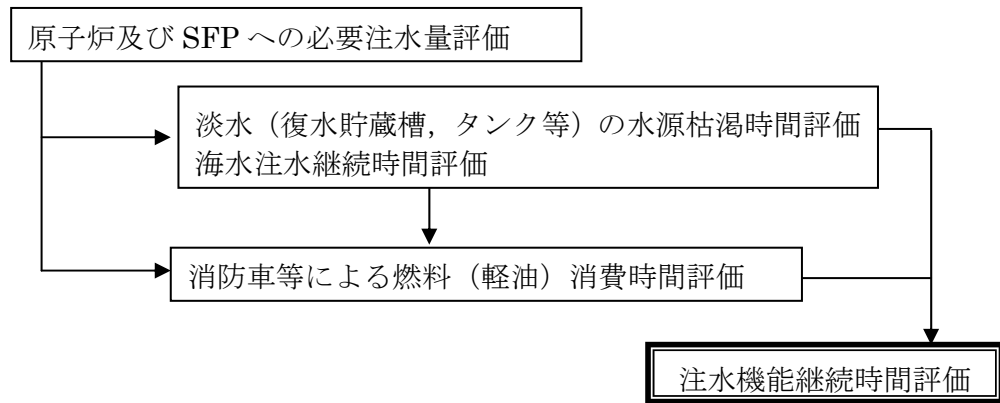 原子炉及び SFP への必要注水量評価
淡水（復水貯蔵槽，タンク等）の水源枯渇時間評価
海水注水継続時間評価
消防車等による燃料（軽油）消費時間評価
注水機能継続時間評価